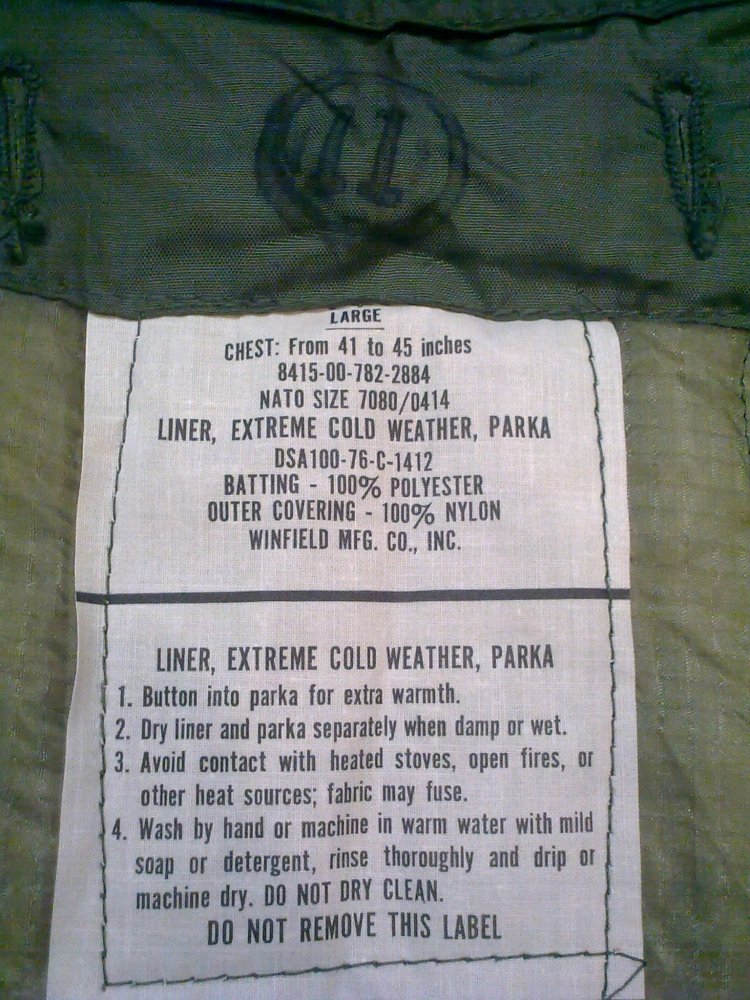 11
LARGE
CHEST: From 41 to 45 inches
8415-00-782-2884
NATO SIZE 7080/0414
LINER, EXTREME COLD WEATHER, PARKA
DSA100-76-C-1412
BATTING - 100% POLYESTER
OUTER COVERING - 100% NYLON
WINFIELD MFG. CO., INC.
LINER, EXTREME COLD WEATHER, PARKA
1. Button into parka for extra warmth.
2. Dry liner and parka separately when damp or wet.
3. Avoid contact with heated stoves, open fires, or
other heat sources; fabric may fuse.
4. Wash by hand or machine in warm water with mild
soap or detergent, rinse thoroughly and drip or
machine dry. DO NOT DRY CLEAN.
DO NOT REMOVE THIS LABEL